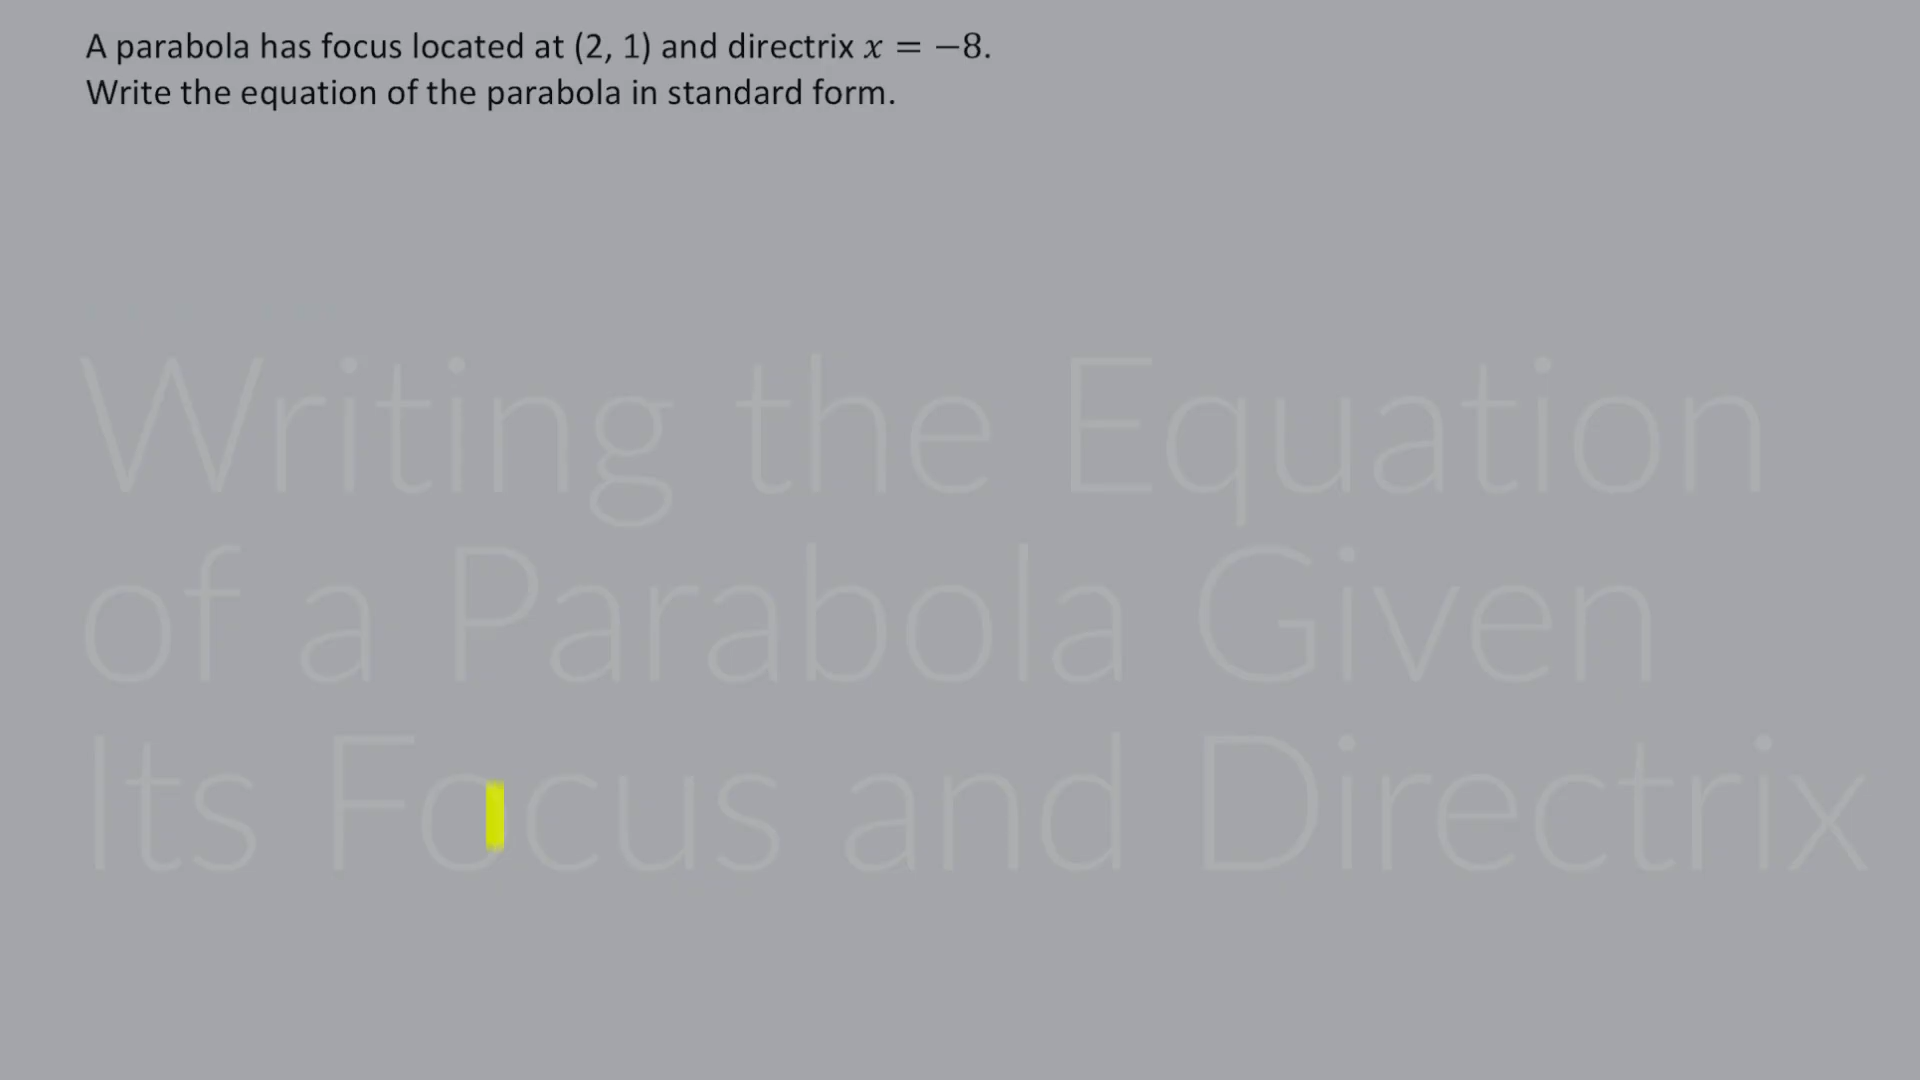 A parabola has focus located at (2, 1) and directrix x = −8.
Write the equation of the parabola in standard form.
Writing the Equation
of a Parabola Given
Its Focus and Directrix